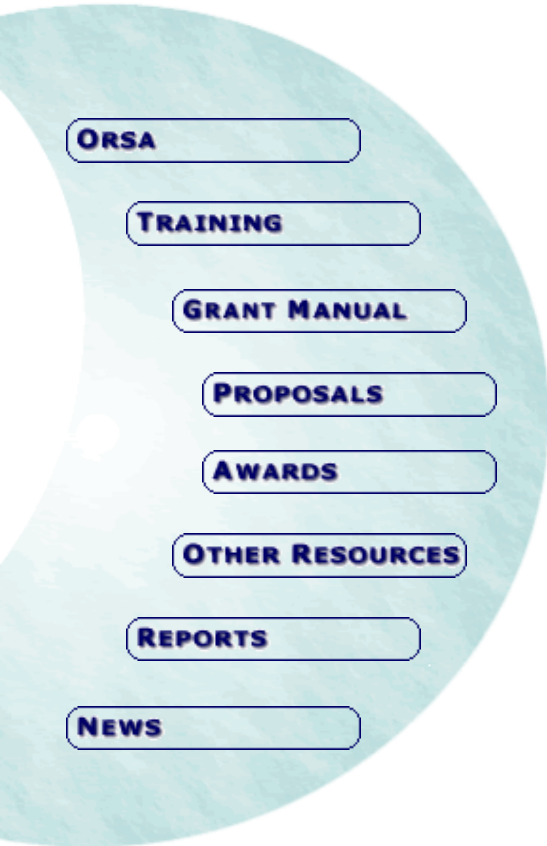 ORSA
TRAINING
GRANT MANUAL
PROPOSALS
AWARDS
OTHER RESOURCES
REPORTS
NEWS